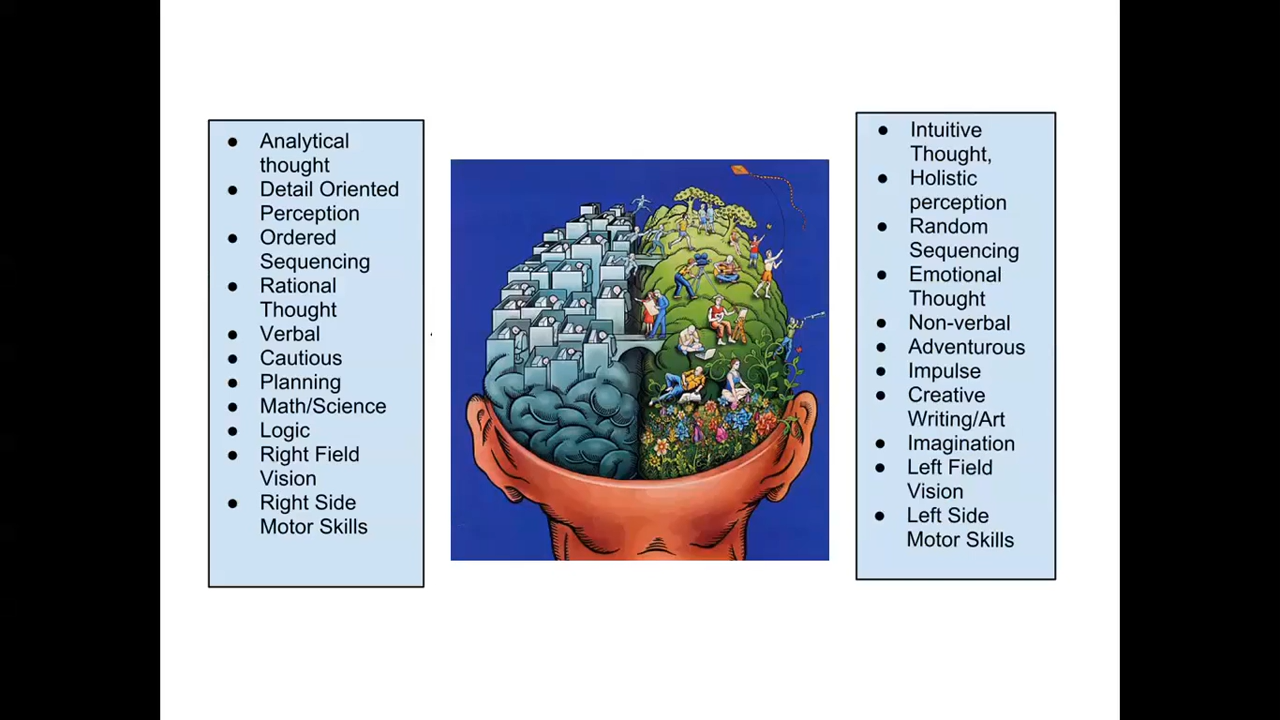 ● Analytical
thought
● Detail Oriented
Perception
● Ordered
Sequencing
● Rational
Thought
● Verbal
● Cautious
● Planning
● Math/Science
● Logic
● Right Field
Vision
● Right Side
Motor Skills
● Intuitive
Thought,
● Holistic
perception
● Random
Sequencing
● Emotional
Thought
● Non-verbal
● Adventurous
● Impulse
● Creative
Writing/Art
● Imagination
● Left Field
Vision
● Left Side
Motor Skills